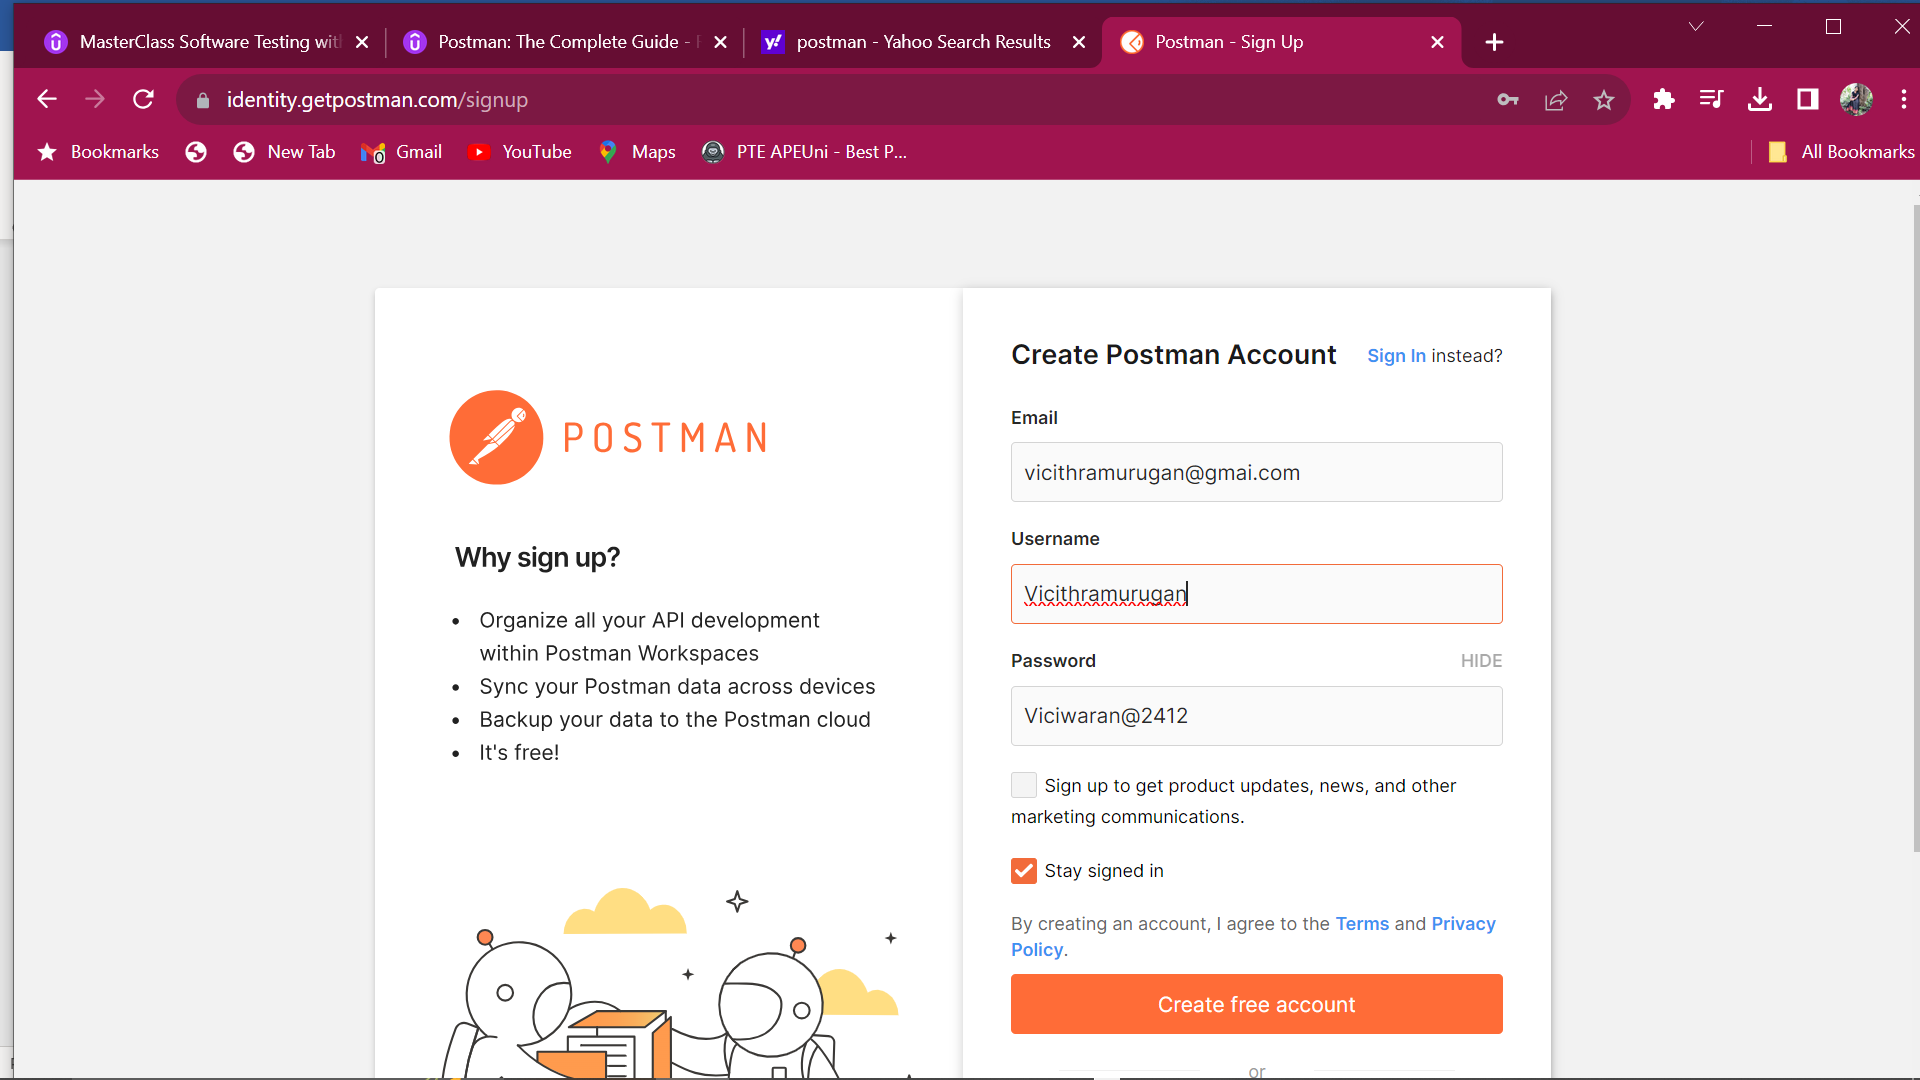 MasterClass Software Testing with
Postman: The Complete Guide -
postman - Yahoo Search Results
Postman - Sign Up
identity.getpostman.com/signup
Bookmarks
New Tab
Gmail
YouTube
Maps
PTE APEUni - Best P...
All Bookmarks
POSTMAN
Why sign up?
• Organize all your API development
within Postman Workspaces
• Sync your Postman data across devices
• Backup your data to the Postman cloud
• It's free!
Create Postman Account
Sign In instead?
Email
vicithramurugan@gmai.com
Username
Vicithramurugan
Password
HIDE
Viciwaran@2412
Sign up to get product updates, news, and other
marketing communications.
Stay signed in
By creating an account, I agree to the Terms and Privacy
Policy.
Create free account
or